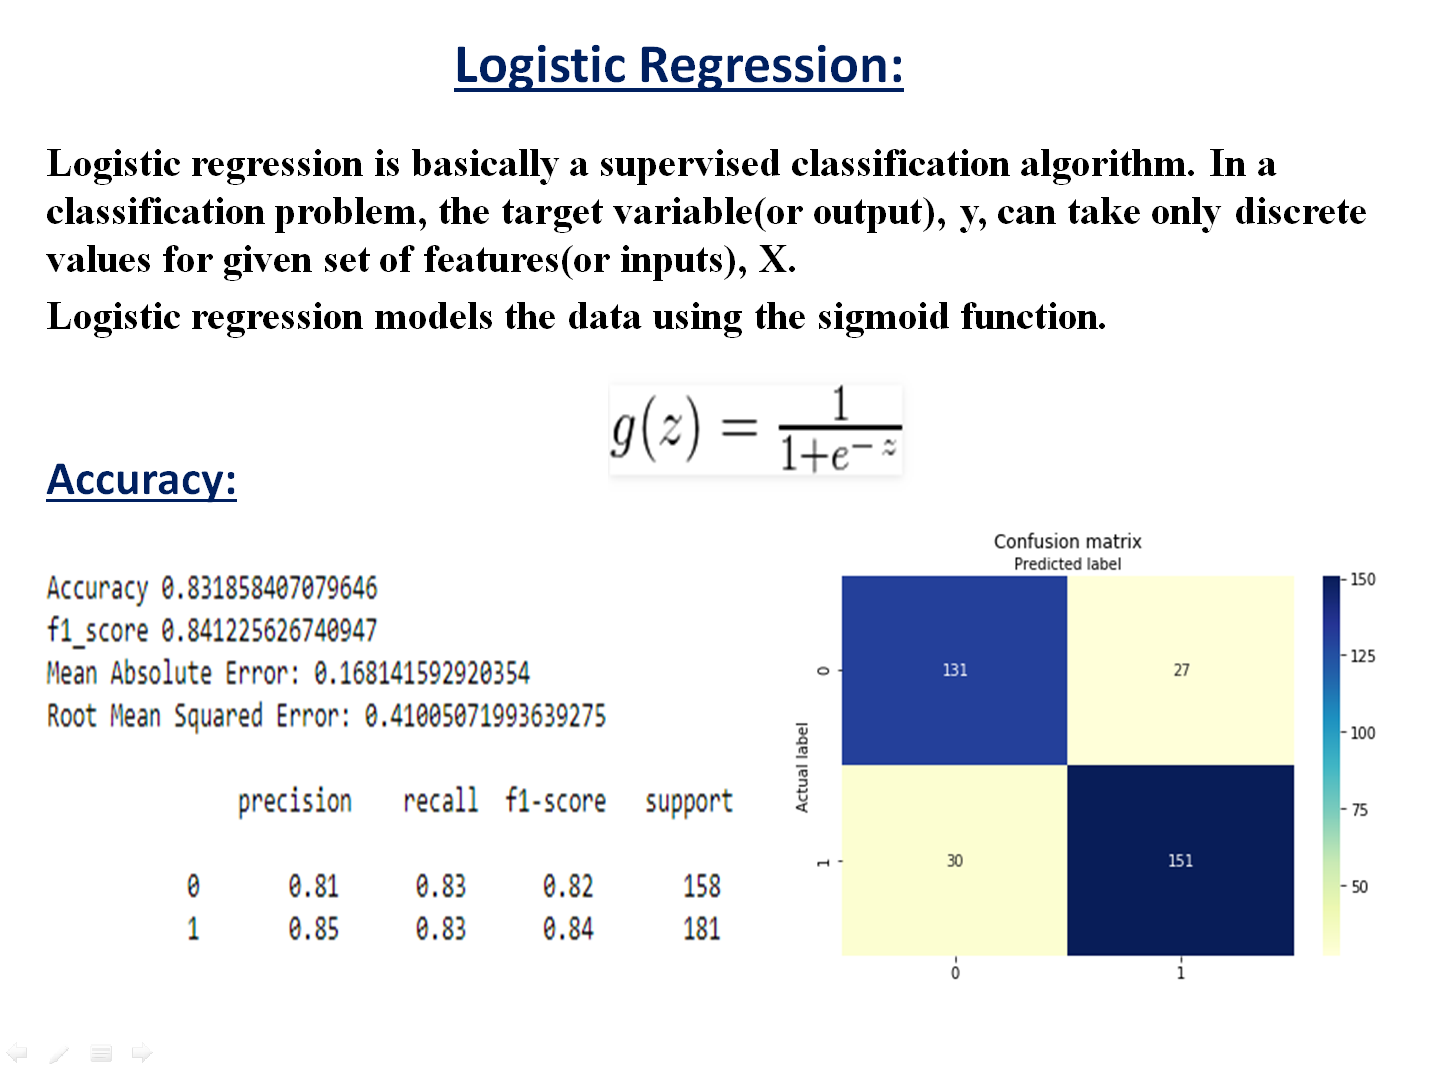 Logistic Regression:
Logistic regression is basically a supervised classification algorithm. In a
classification problem, the target variable(or output), y, can take only discrete
values for given set of features(or inputs), X.
Logistic regression models the data using the sigmoid function.
g(z) = 1/(1+e^(-z))
Accuracy:
Accuracy 0.831858407079646
f1_score 0.841225626740947
Mean Absolute Error: 0.168141592920354
Root Mean Squared Error: 0.41005071993639275
precision recall f1-score support
0 0.81 0.83 0.82 158
1 0.85 0.83 0.84 181
Confusion matrix
Predicted label
Actual label
0
1
131 27
30 151
0 1
150
125
100
75
50